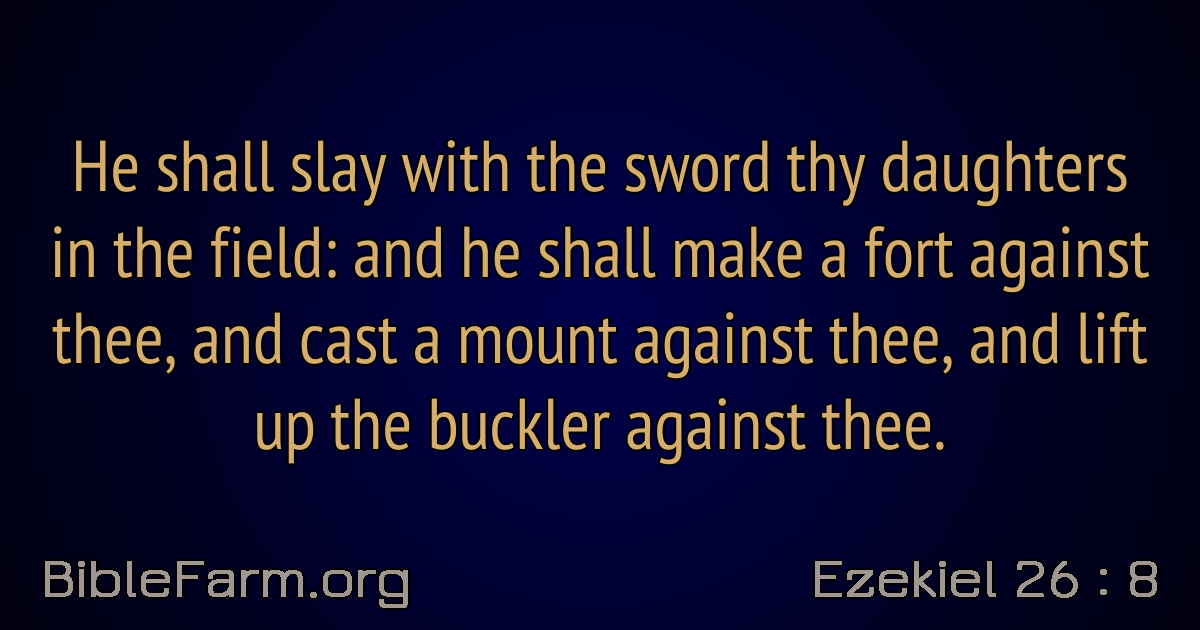 He shall slay with the sword thy daughters
in the field: and he shall make a fort against
thee, and cast a mount against thee, and lift
up the buckler against thee.
BibleFarm.org
Ezekiel 26 : 8